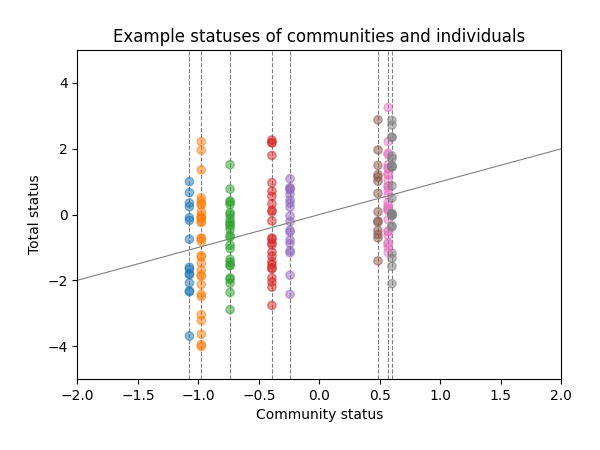 Example statuses of communities and individuals
Total status
4
2
0
−2
−4
−2.0 −1.5 −1.0 −0.5 0.0 0.5 1.0 1.5 2.0
Community status